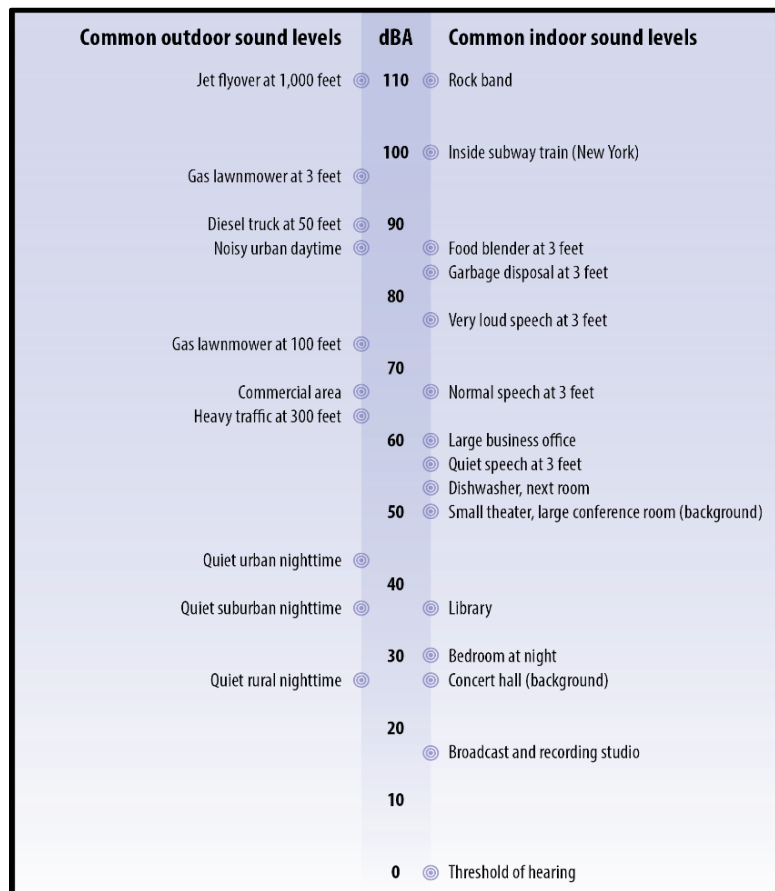 Common outdoor sound levels dBA Common indoor sound levels
Jet flyover at 1,000 feet 110 Rock band
100 Inside subway train (New York)
Gas lawnmower at 3 feet
Diesel truck at 50 feet 90
Noisy urban daytime Food blender at 3 feet
Garbage disposal at 3 feet
80
Very loud speech at 3 feet
Gas lawnmower at 100 feet
70
Commercial area Normal speech at 3 feet
Heavy traffic at 300 feet
60 Large business office
Quiet speech at 3 feet
Dishwasher, next room
50 Small theater, large conference room (background)
Quiet urban nighttime
40
Quiet suburban nighttime Library
30 Bedroom at night
Quiet rural nighttime Concert hall (background)
20
Broadcast and recording studio
10
0 Threshold of hearing